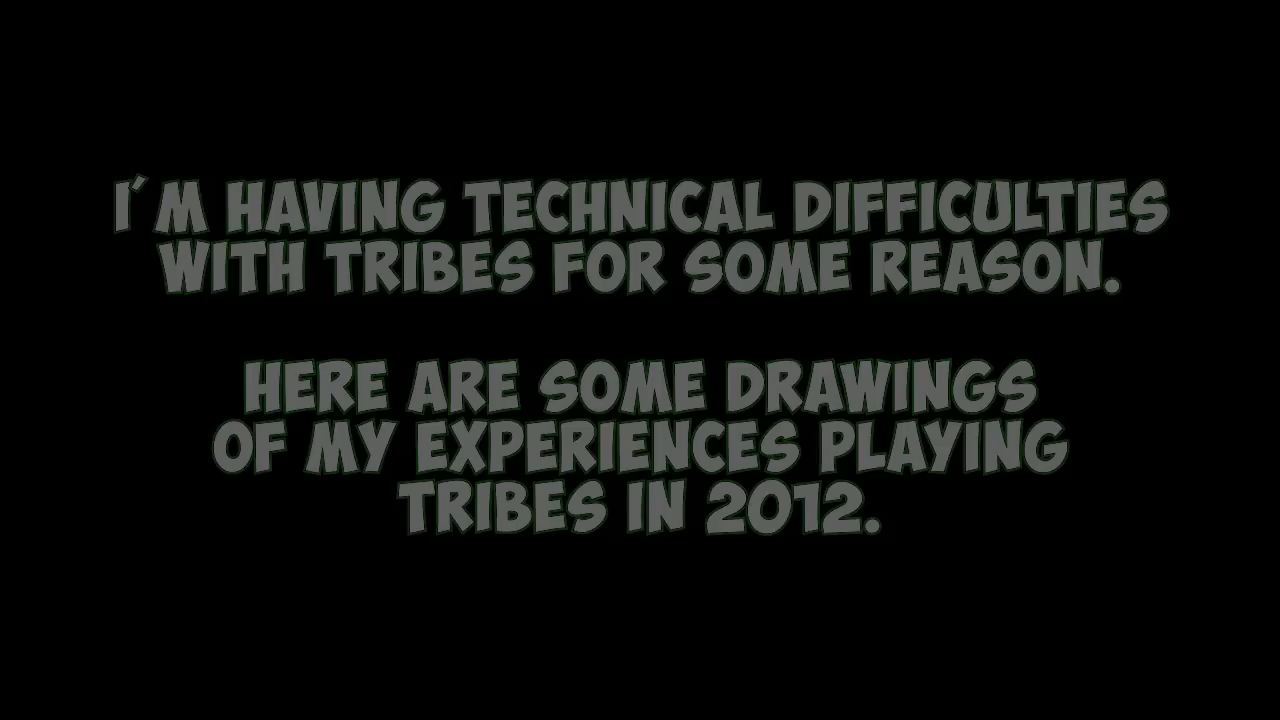 I´M HAVING TECHNICAL DIFFICULTIES
WITH TRIBES FOR SOME REASON.
HERE ARE SOME DRAWINGS
OF MY EXPERIENCES PLAYING
TRIBES IN 2012.